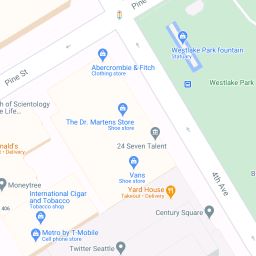 Pine
Westlake Park fountain
Statuary
Abercrombie & Fitch
Clothing store
Pine St
Westlake Park
h of Scientology
e Life...
The Dr. Martens Store
Shoe store
24 Seven Talent
nald's
t • Delivery
Vans
Shoe store
4th Ave
Moneytree
International Cigar
and Tobacco
Tobacco shop
Yard House
Takeout • Delivery
406
Century Square
Metro by T-Mobile
Cell phone store
Twitter Seattle